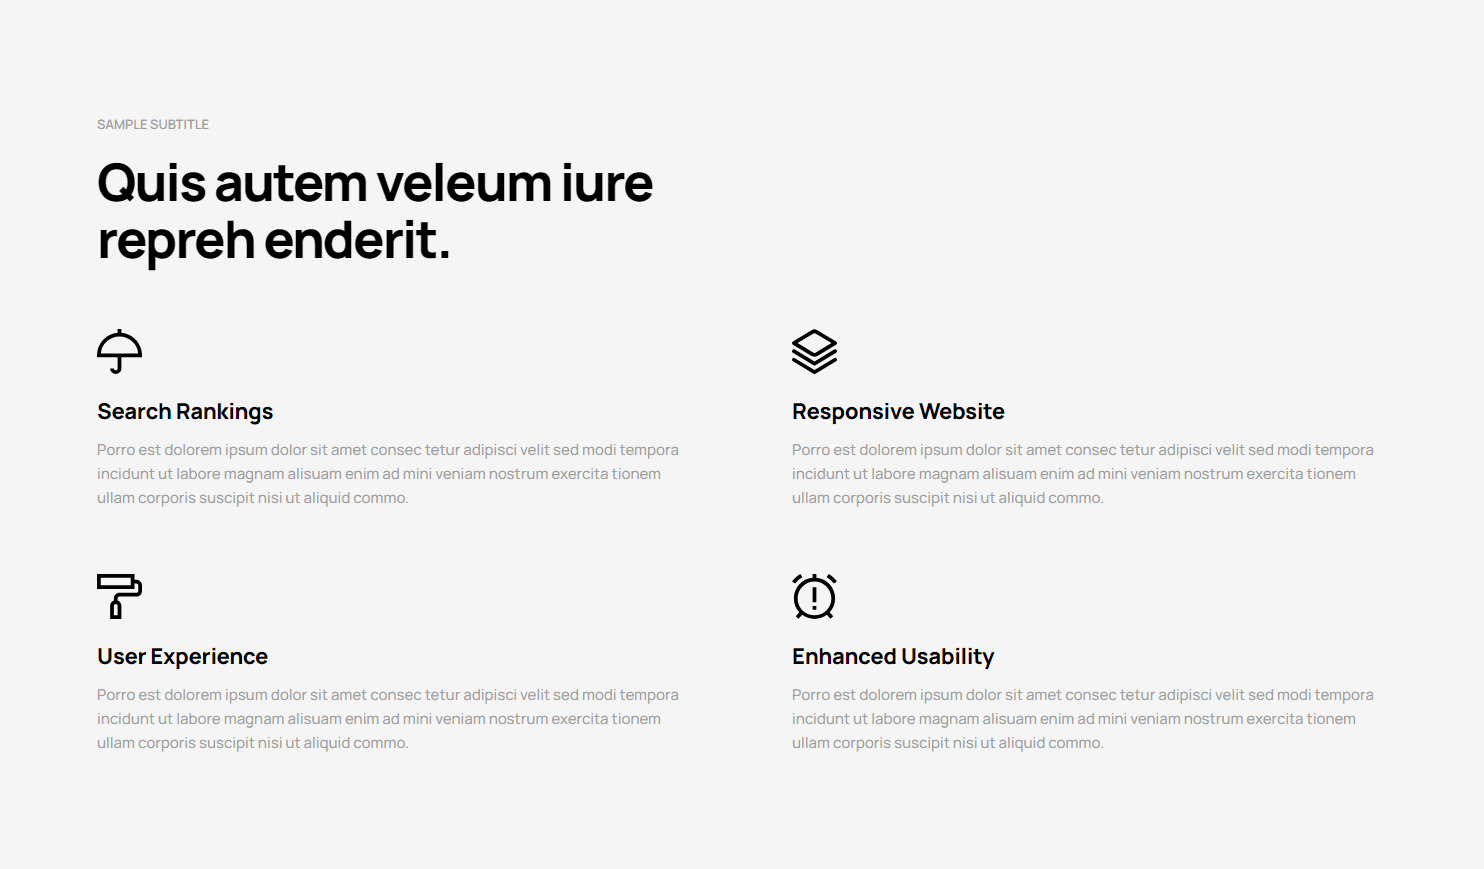 SAMPLE SUBTITLE
Quis autem veleum iure
repreh enderit.
Search Rankings
Porro est dolorem ipsum dolor sit amet consec tetur adipisci velit sed modi tempora
incidunt ut labore magnam alisuam enim ad mini veniam nostrum exercita tionem
ullam corporis suscipit nisi ut aliquid commo.
Responsive Website
Porro est dolorem ipsum dolor sit amet consec tetur adipisci velit sed modi tempora
incidunt ut labore magnam alisuam enim ad mini veniam nostrum exercita tionem
ullam corporis suscipit nisi ut aliquid commo.
User Experience
Porro est dolorem ipsum dolor sit amet consec tetur adipisci velit sed modi tempora
incidunt ut labore magnam alisuam enim ad mini veniam nostrum exercita tionem
ullam corporis suscipit nisi ut aliquid commo.
Enhanced Usability
Porro est dolorem ipsum dolor sit amet consec tetur adipisci velit sed modi tempora
incidunt ut labore magnam alisuam enim ad mini veniam nostrum exercita tionem
ullam corporis suscipit nisi ut aliquid commo.